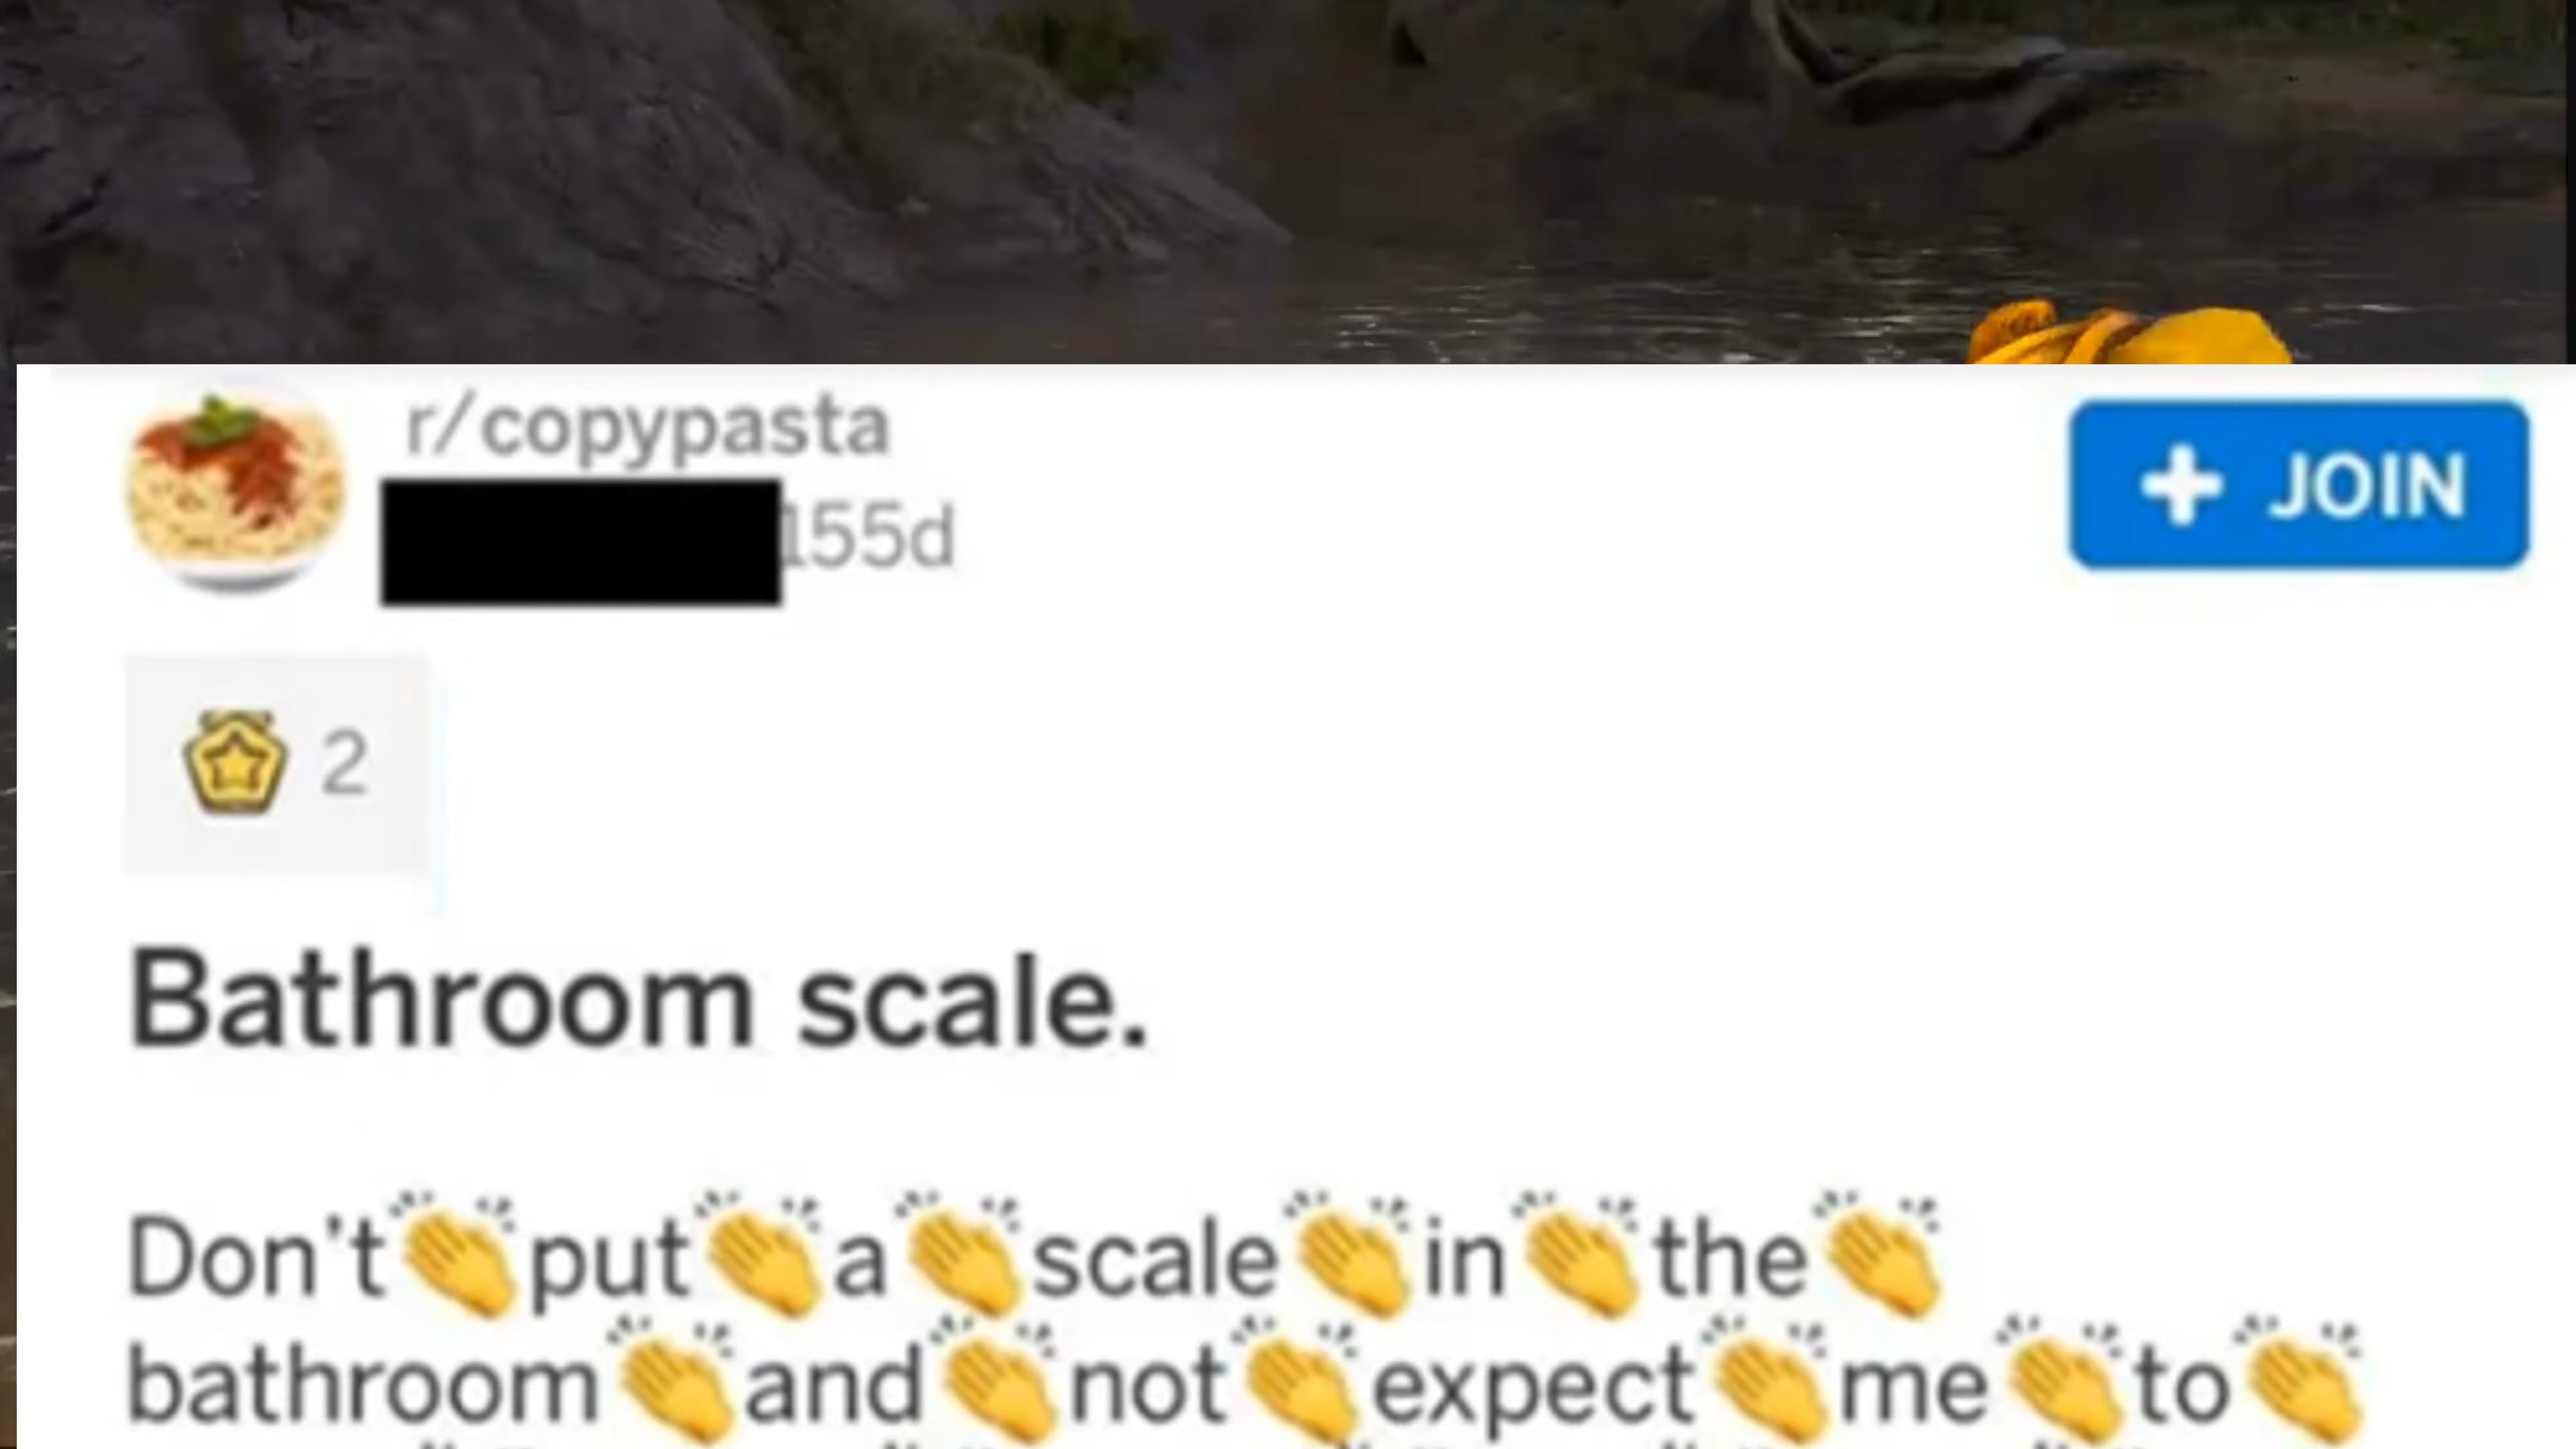 r/copypasta
155d
+ JOIN
2
Bathroom scale.
Don't👏put👏a👏scale👏in👏the👏
bathroom👏and👏not👏expect👏me👏to👏